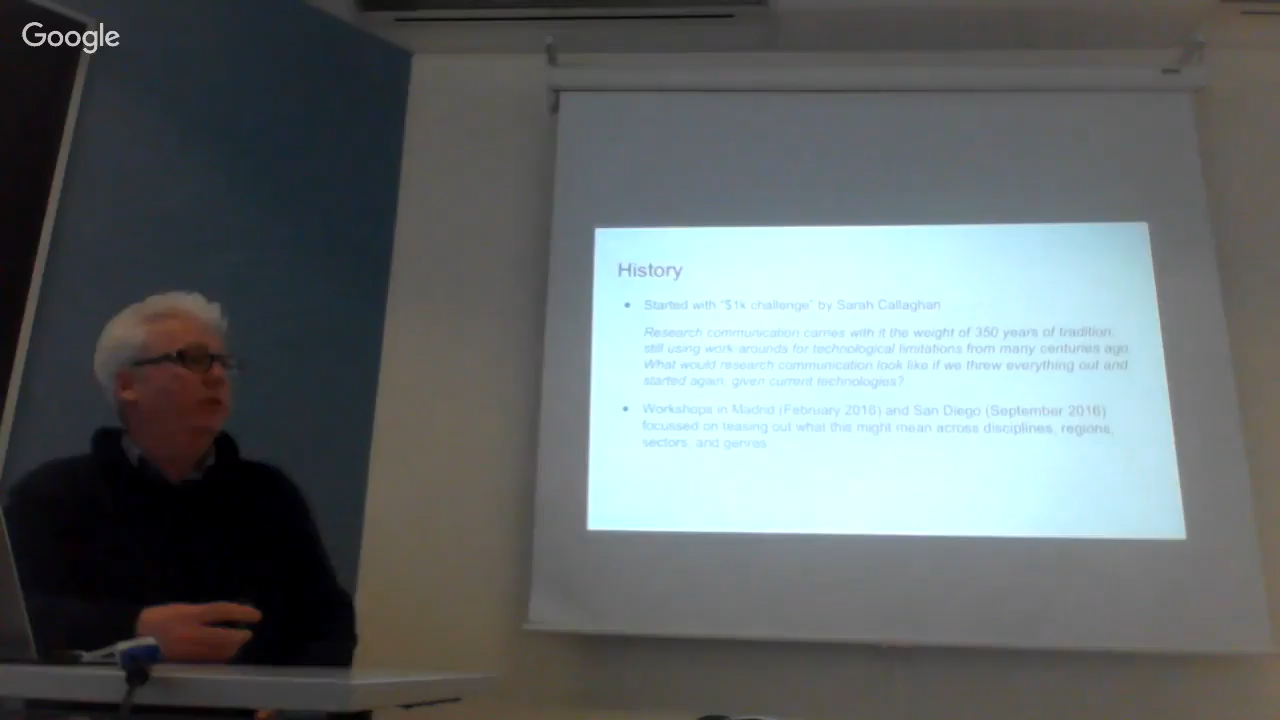 Google
History
Started with "$1k challenge" by Sarah Callaghan
Research communication carries with it the weight of 350 years of tradition,
still using work-arounds for technological limitations from many centuries ago.
What would research communication look like if we threw everything out and
started again, given current technologies?
Workshops in Madrid (February 2016) and San Diego (September 2016)
focussed on teasing out what this might mean across disciplines, regions,
sectors, and genres